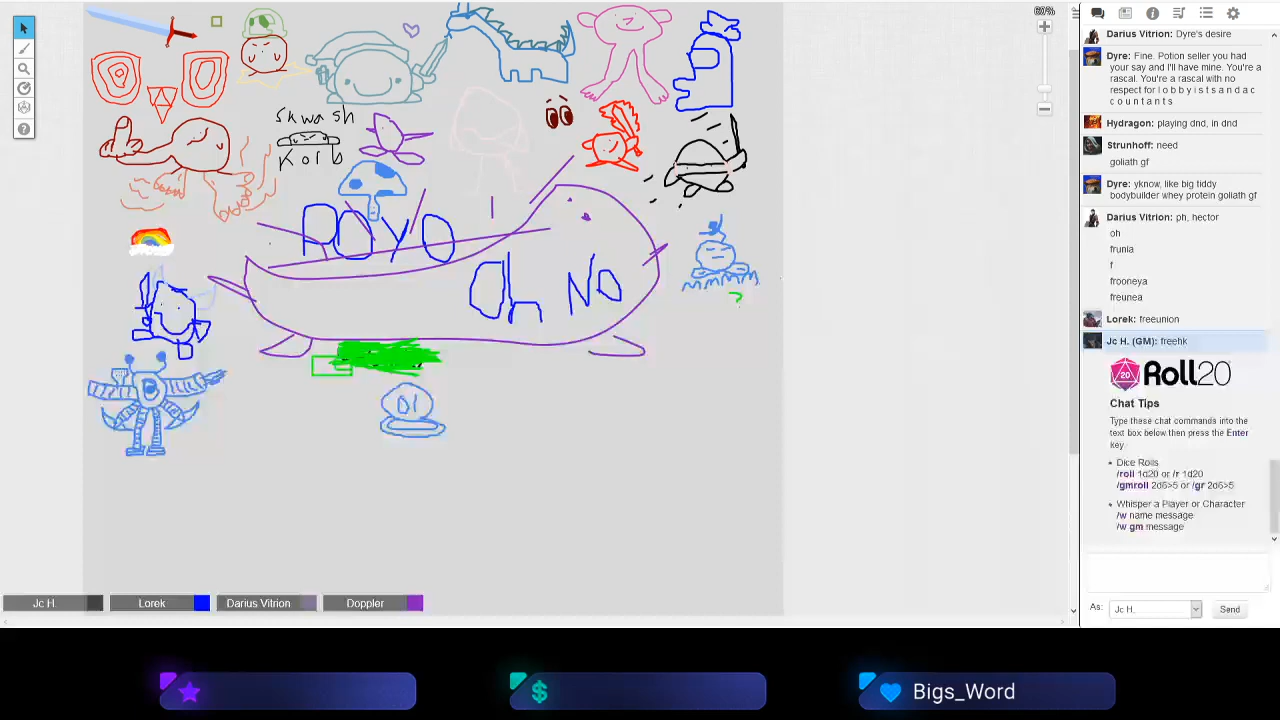 60%
Darius Vitrion: Dyre's desire
Dyre: Fine. Potion seller you had
your say and I'll have mine. You're a
rascal. You're a rascal with no
respect for l o b b y i s t s a n d a c
c o u n t a n t s
Hydragon: playing dnd, in dnd
Strunhoff: need
goliath gf
Dyre: yknow, like big tiddy
bodybuilder whey protein goliath gf
Darius Vitrion: ph, hector
oh
frunia
f
frooneya
freunea
Lorek: freeunion
Jc H. (GM): freehk
20
Roll20
Chat Tips
Type these chat commands into the
text box below then press the Enter
key.
Dice Rolls
/roll 1d20 or /r 1d20
/gmroll 2d6>5 or /gr 2d6>5
Whisper a Player or Character
/w name message
/w gm message
As:
Jc H.
Send
skwash
Kolb
POYO
Oh NO
Jc H.
Lorek
Darius Vitrion
Doppler
$
Bigs_Word